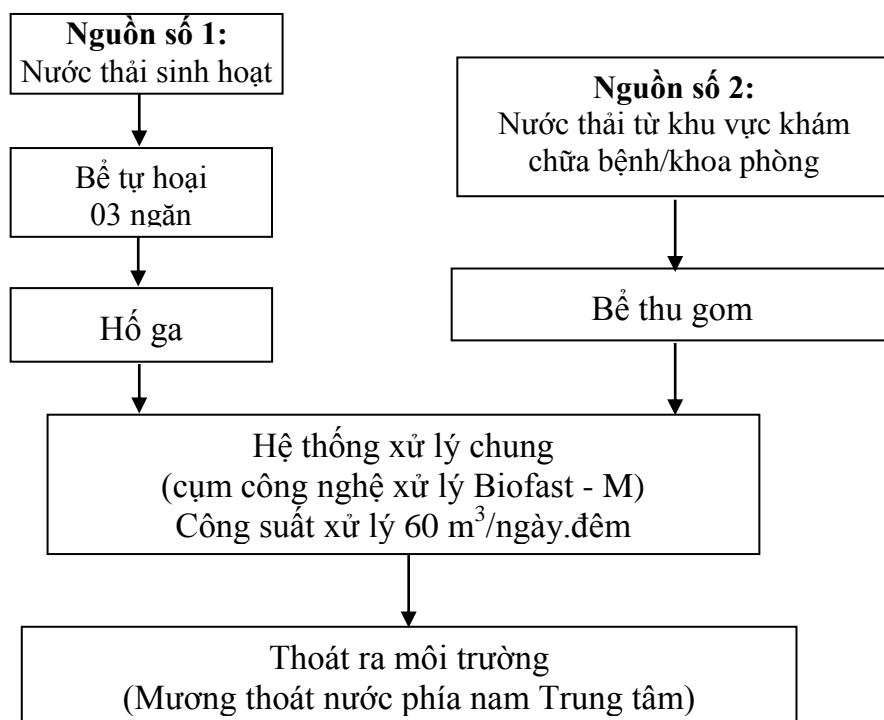 Nguồn số 1:
Nước thải sinh hoạt
Bể tự hoại
03 ngăn
Hố ga
Nguồn số 2:
Nước thải từ khu vực khám
chữa bệnh/khoa phòng
Bể thu gom
Hệ thống xử lý chung
(cụm công nghệ xử lý Biofast - M)
Công suất xử lý 60 m³/ngày.đêm
Thoát ra môi trường
(Mương thoát nước phía nam Trung tâm)